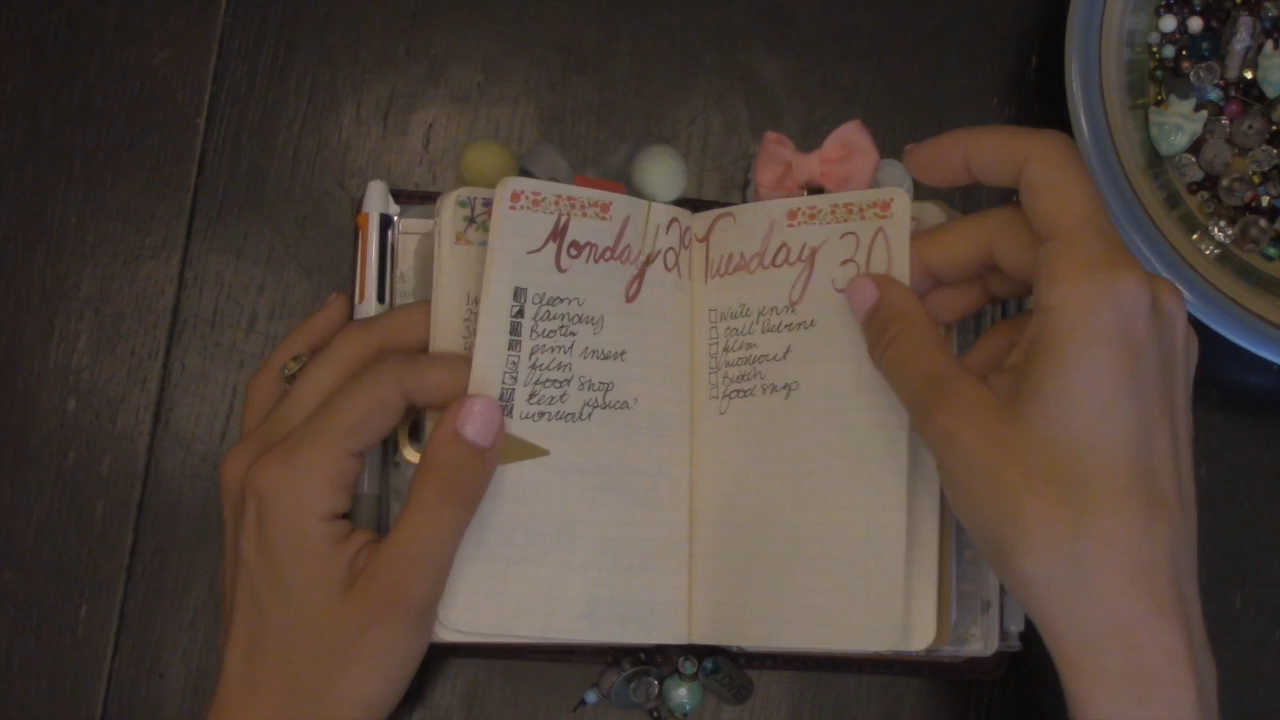 Monday 29
clean
laundry
Biotin
print insert
film
food shop
text jessica?
workout
Tuesday 30
write jenn
call
film
workout
Biotin
food shop